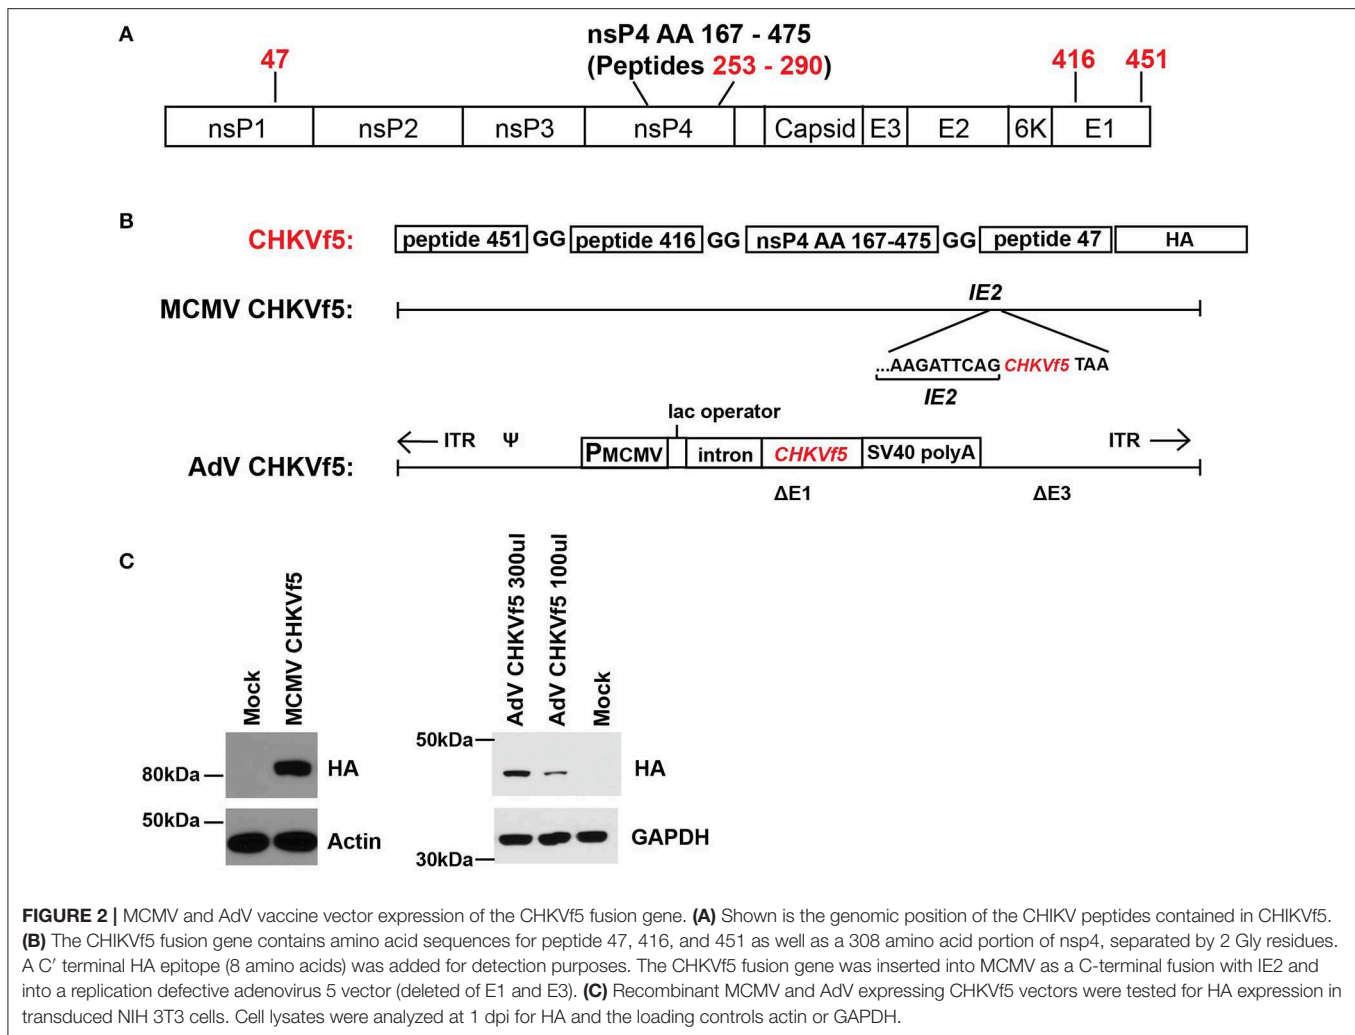 A
nsP4 AA 167 - 475
(Peptides 253 - 290)
47
416
451
nsP1 nsP2 nsP3 nsP4 Capsid E3 E2 6K E1
B
CHKVf5: peptide 451 GG peptide 416 GG nsP4 AA 167-475 GG peptide 47 HA
IE2
MCMV CHKVf5:
...AAGATTCAG CHKVf5 TAA
IE2
lac operator
ITR Ψ ITR
AdV CHKVf5: PMCMV intron CHKVf5 SV40 polyA
ΔE1 ΔE3
C
Mock
MCMV CHKVf5
80kDa HA
50kDa Actin
AdV CHKVf5 300ul
AdV CHKVf5 100ul
Mock
50kDa
HA
GAPDH
30kDa
FIGURE 2 | MCMV and AdV vaccine vector expression of the CHKVf5 fusion gene. (A) Shown is the genomic position of the CHIKV peptides contained in CHIKVf5.
(B) The CHIKVf5 fusion gene contains amino acid sequences for peptide 47, 416, and 451 as well as a 308 amino acid portion of nsp4, separated by 2 Gly residues.
A C′ terminal HA epitope (8 amino acids) was added for detection purposes. The CHKVf5 fusion gene was inserted into MCMV as a C-terminal fusion with IE2 and
into a replication defective adenovirus 5 vector (deleted of E1 and E3). (C) Recombinant MCMV and AdV expressing CHKVf5 vectors were tested for HA expression in
transduced NIH 3T3 cells. Cell lysates were analyzed at 1 dpi for HA and the loading controls actin or GAPDH.